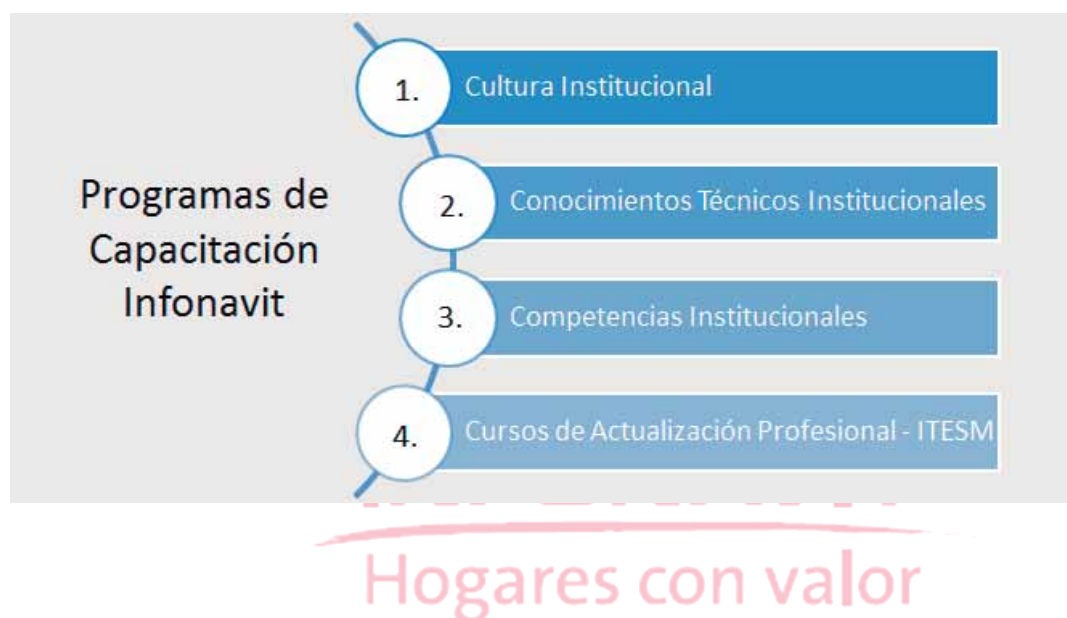 Programas de
Capacitación
Infonavit
1. Cultura Institucional
2. Conocimientos Técnicos Institucionales
3. Competencias Institucionales
4. Cursos de Actualización Profesional - ITESM
Hogares con valor